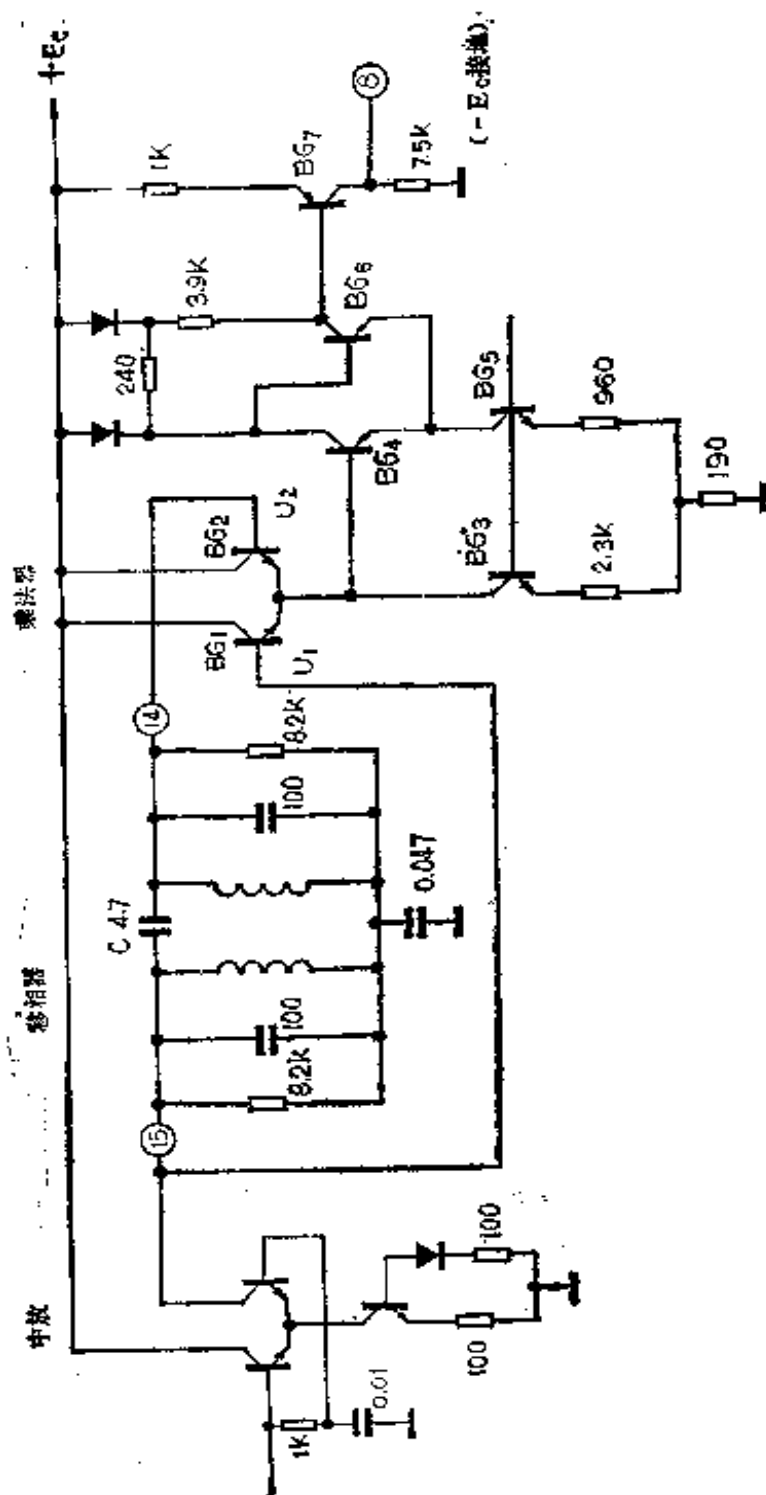 中放
移相器
乘法器
+Ec
1K
0.01
100
100
15
8.2K
100
C 4.7
0.047
100
8.2K
14
BG1
U1
BG2
U2
BG3
2.3K
190
BG4
BG5
960
240
3.9K
BG6
1K
BG7
8
7.5K
(-Ec接地)